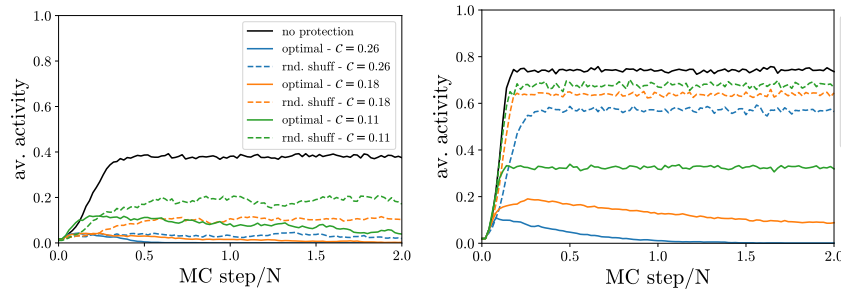 1.0
0.8
0.6
0.4
0.2
0.0
av. activity
0.0
0.5
1.0
1.5
2.0
MC step/N
no protection
optimal - C = 0.26
rnd. shuff - C = 0.26
optimal - C = 0.18
rnd. shuff - C = 0.18
optimal - C = 0.11
rnd. shuff - C = 0.11
1.0
0.8
0.6
0.4
0.2
0.0
av. activity
0.0
0.5
1.0
1.5
2.0
MC step/N